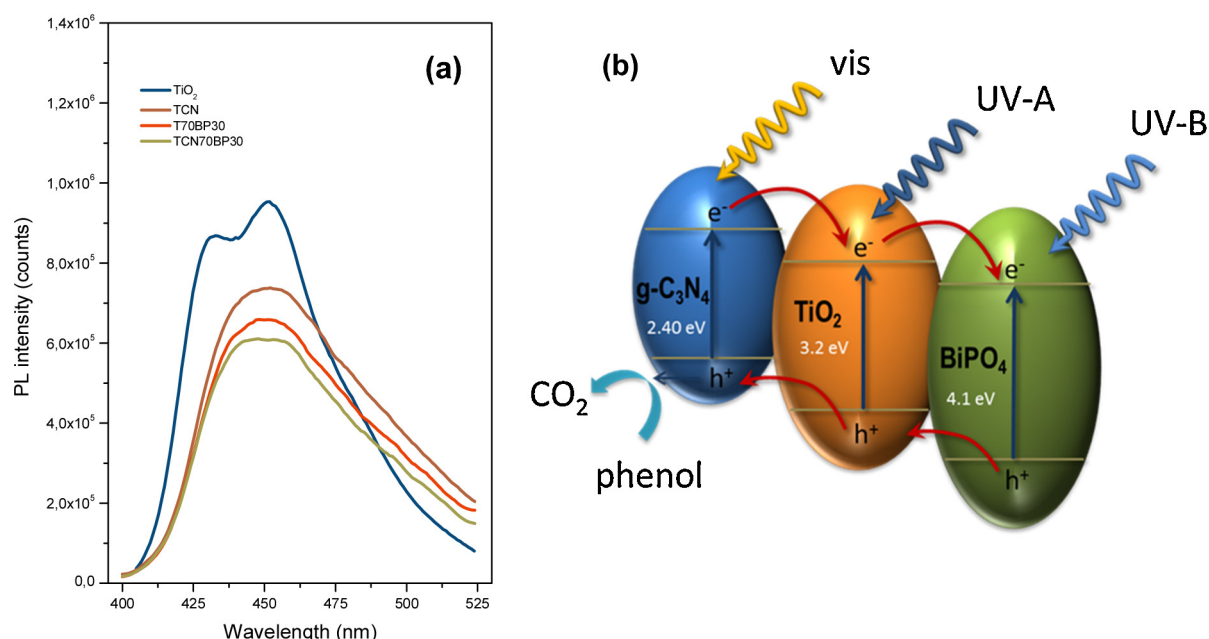 (a)
TiO₂
TCN
T70BP30
TCN70BP30
1,4x10⁶
1,2x10⁶
1,0x10⁶
8,0x10⁵
6,0x10⁵
4,0x10⁵
2,0x10⁵
0,0
PL intensity (counts)
400 425 450 475 500 525
Wavelength (nm)
(b)
vis
UV-A
UV-B
e⁻
e⁻
e⁻
g-C₃N₄
2.40 eV
TiO₂
3.2 eV
BiPO₄
4.1 eV
h⁺
h⁺
h⁺
CO₂
phenol